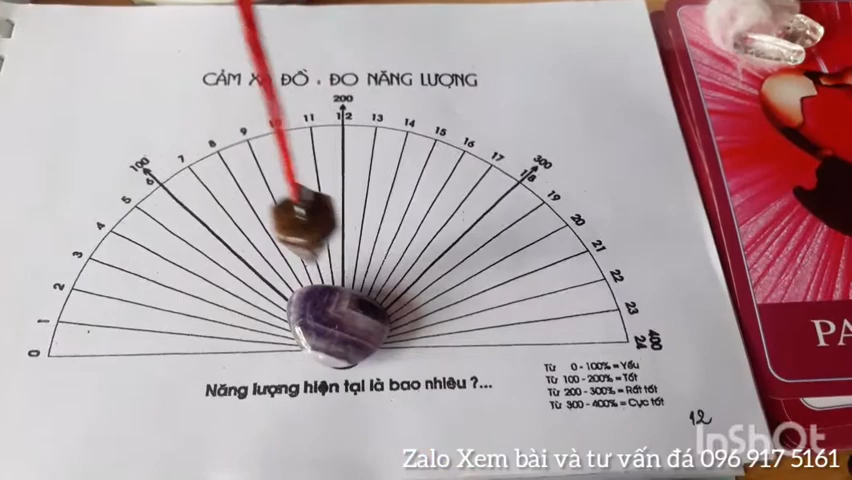 CẢM XẠ ĐỒ . ĐO NĂNG LƯỢNG
200
9 10 11 12 13 14 15
100 8 16 300
7 17
6 18
5 19
4 20
3 21
2 22
1 23
0 24 400
Năng lượng hiện tại là bao nhiêu ?...
Từ 0 - 100% = Yếu
Từ 100 - 200% = Tốt
Từ 200 - 300% = Rất tốt
Từ 300 - 400% = Cực tốt
12
PA
InShOt
Zalo Xem bài và tư vấn đá 096 917 5161